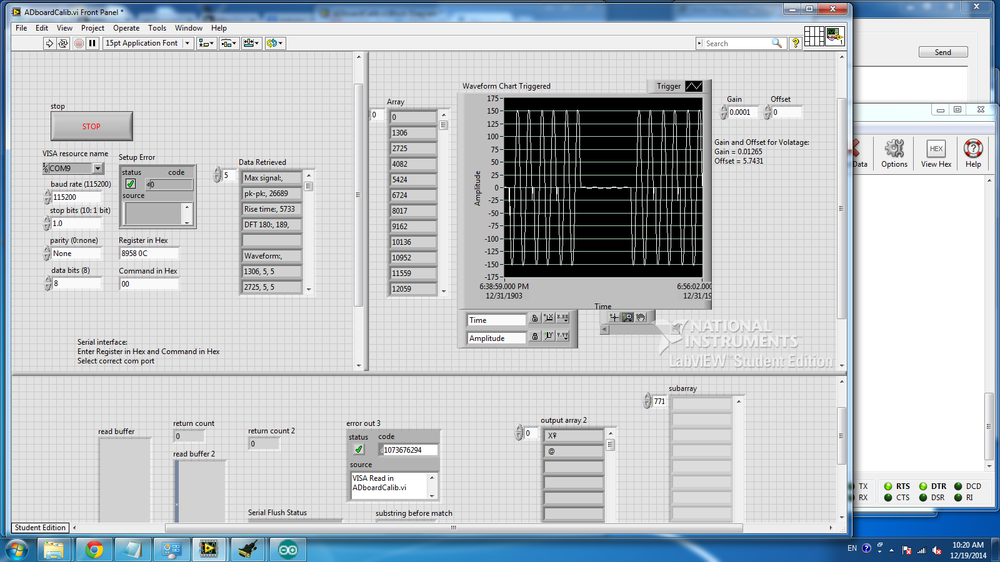 ADboardCalib.vi Front Panel *
File Edit View Project Operate Tools Window Help
15pt Application Font
Search
?
1
Send
stop
STOP
VISA resource name
COM9
baud rate (115200)
115200
stop bits (10: 1 bit)
1.0
parity (0:none)
None
data bits (8)
8
Setup Error
status code
d0
source
Register in Hex
8958 0C
Command in Hex
00
Data Retrieved
5
Max signal:,
pk-pk:, 26689
Rise time:, 5733
DFT 180:, 189,
Waveform:,
1306, 5, 5
2725, 5, 5
Serial interface:
Enter Register in Hex and Command in Hex
Select correct com port
Array
0
0
1306
2725
4082
5424
6724
8017
9162
10136
10952
11559
12059
Waveform Chart Triggered
Trigger
Amplitude
175
150
125
100
75
50
25
0
-25
-50
-75
-100
-125
-150
-175
6:38:59.000 PM
12/31/1903
6:56:02.000
12/31/19
Time
Time
Amplitude
X.XX
Y.YY
Gain
0.0001
Offset
0
Gain and Offset for Volatage:
Gain = 0.01265
Offset = 5.7431
NATIONAL
INSTRUMENTS
LabVIEW™ Student Edition
Data
Options
HEX
View Hex
Help
read buffer
return count
0
read buffer 2
return count 2
0
Serial Flush Status
error out 3
status code
1073676294
source
VISA Read in
ADboardCalib.vi
substring before match
output array 2
0
X♀
@
subarray
771
TX RTS DTR DCD
RX CTS DSR RI
Student Edition
EN
10:20 AM
12/19/2014